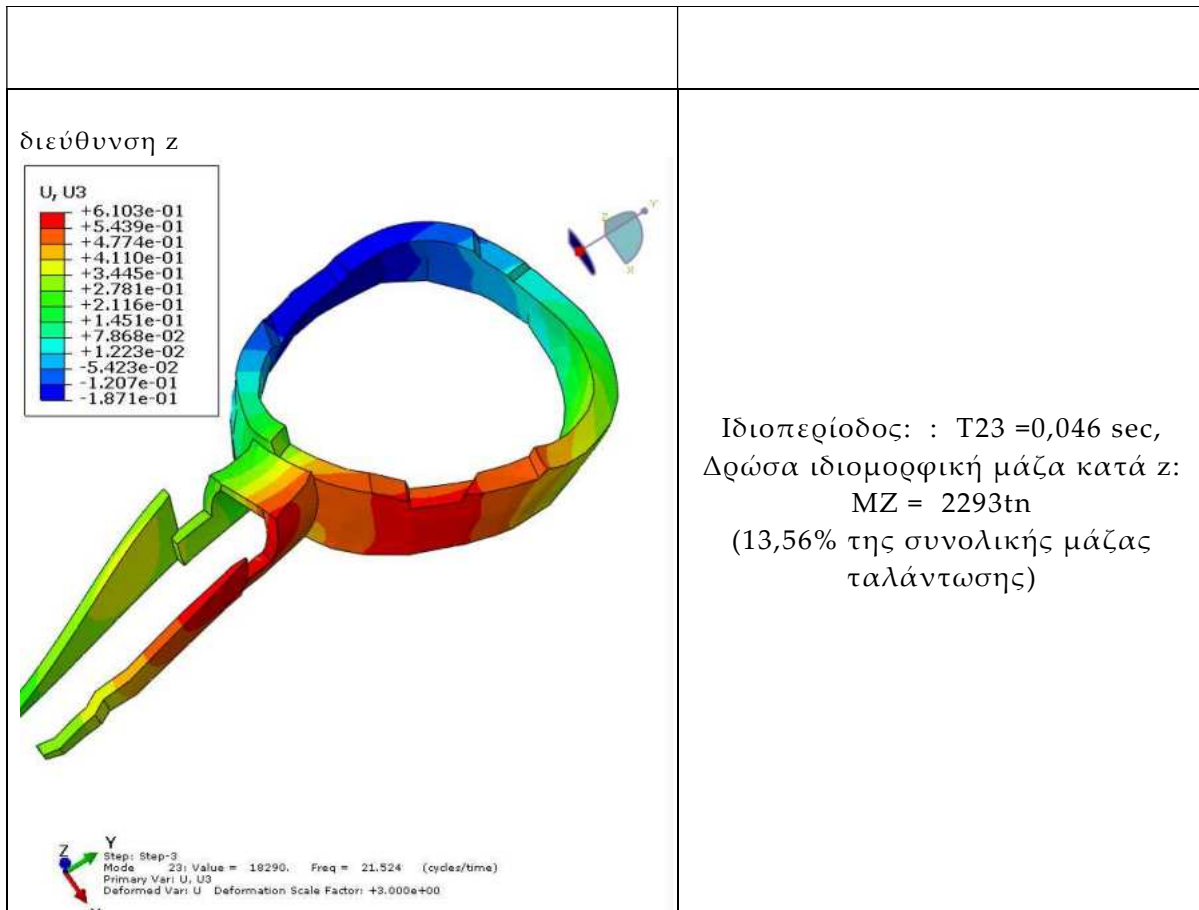 διεύθυνση z
U, U3
+6.103e-01
+5.439e-01
+4.774e-01
+4.110e-01
+3.445e-01
+2.781e-01
+2.116e-01
+1.451e-01
+7.868e-02
+1.223e-02
-5.423e-02
-1.207e-01
-1.871e-01
Z
Y
X
Ιδιοπερίοδος: : T23 =0,046 sec,
Δρώσα ιδιομορφική μάζα κατά z:
MZ = 2293tn
(13,56% της συνολικής μάζας
ταλάντωσης)
Z
Y
Step: Step-3
Mode 23: Value = 18290. Freq = 21.524 (cycles/time)
Primary Var: U, U3
Deformed Var: U Deformation Scale Factor: +3.000e+00